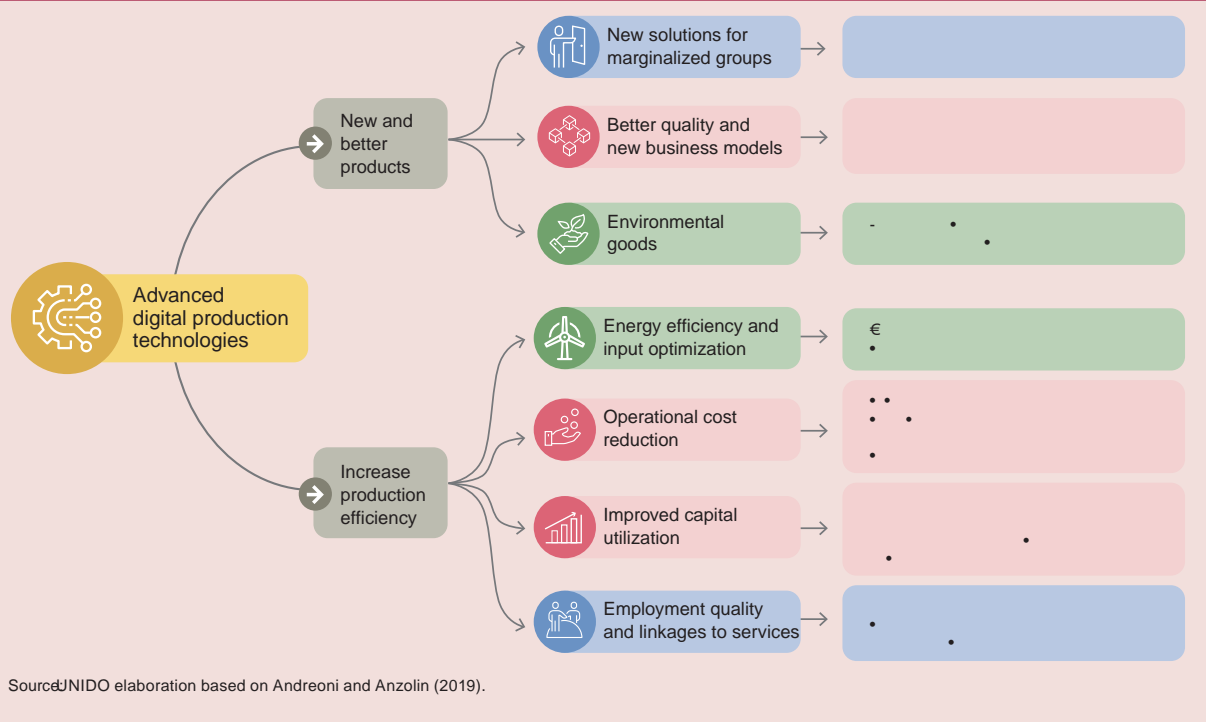 New solutions for
marginalized groups
New and
better
products
Better quality and
new business models
Environmental
goods
- •
•
Advanced
digital production
technologies
Energy efficiency and
input optimization
€
•
Operational cost
reduction
• •
• •
•
Increase
production
efficiency
Improved capital
utilization
•
•
Employment quality
and linkages to services
•
•
Source:UNIDO elaboration based on Andreoni and Anzolin (2019).